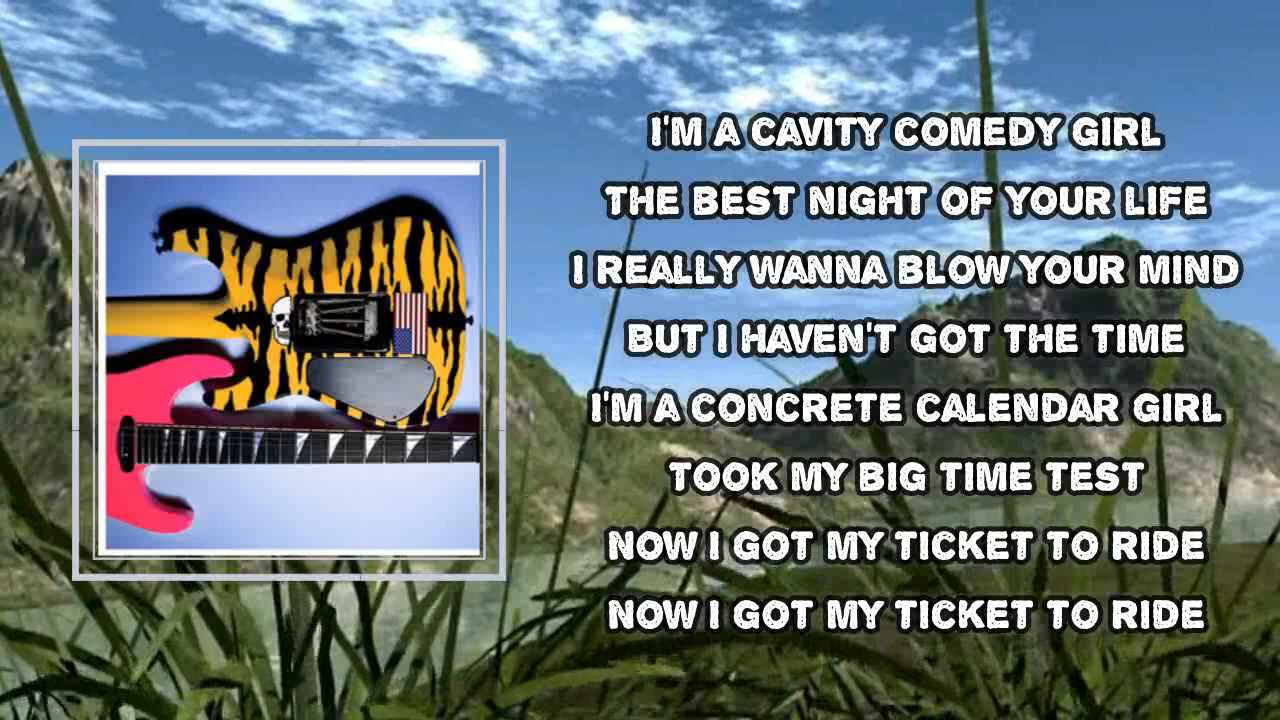 I'M A CAVITY COMEDY GIRL
THE BEST NIGHT OF YOUR LIFE
I REALLY WANNA BLOW YOUR MIND
BUT I HAVEN'T GOT THE TIME
I'M A CONCRETE CALENDAR GIRL
TOOK MY BIG TIME TEST
NOW I GOT MY TICKET TO RIDE
NOW I GOT MY TICKET TO RIDE